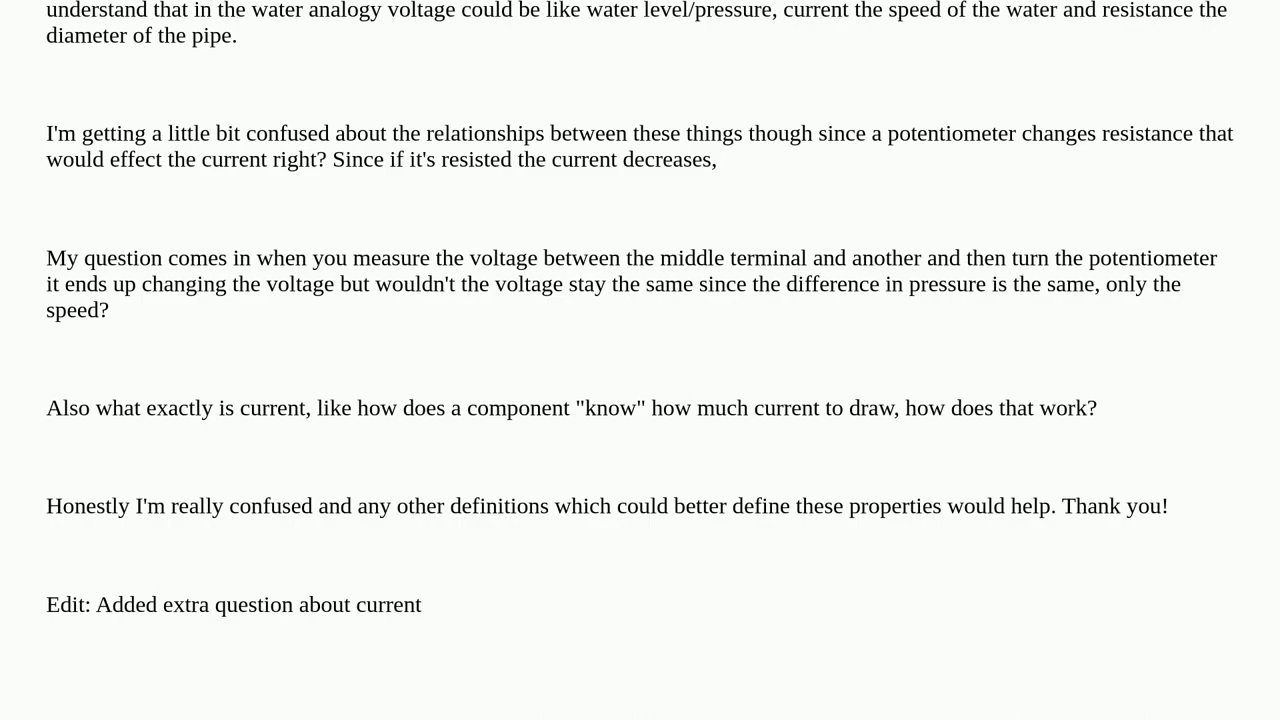 understand that in the water analogy voltage could be like water level/pressure, current the speed of the water and resistance the
diameter of the pipe.
I'm getting a little bit confused about the relationships between these things though since a potentiometer changes resistance that
would effect the current right? Since if it's resisted the current decreases,
My question comes in when you measure the voltage between the middle terminal and another and then turn the potentiometer
it ends up changing the voltage but wouldn't the voltage stay the same since the difference in pressure is the same, only the
speed?
Also what exactly is current, like how does a component "know" how much current to draw, how does that work?
Honestly I'm really confused and any other definitions which could better define these properties would help. Thank you!
Edit: Added extra question about current